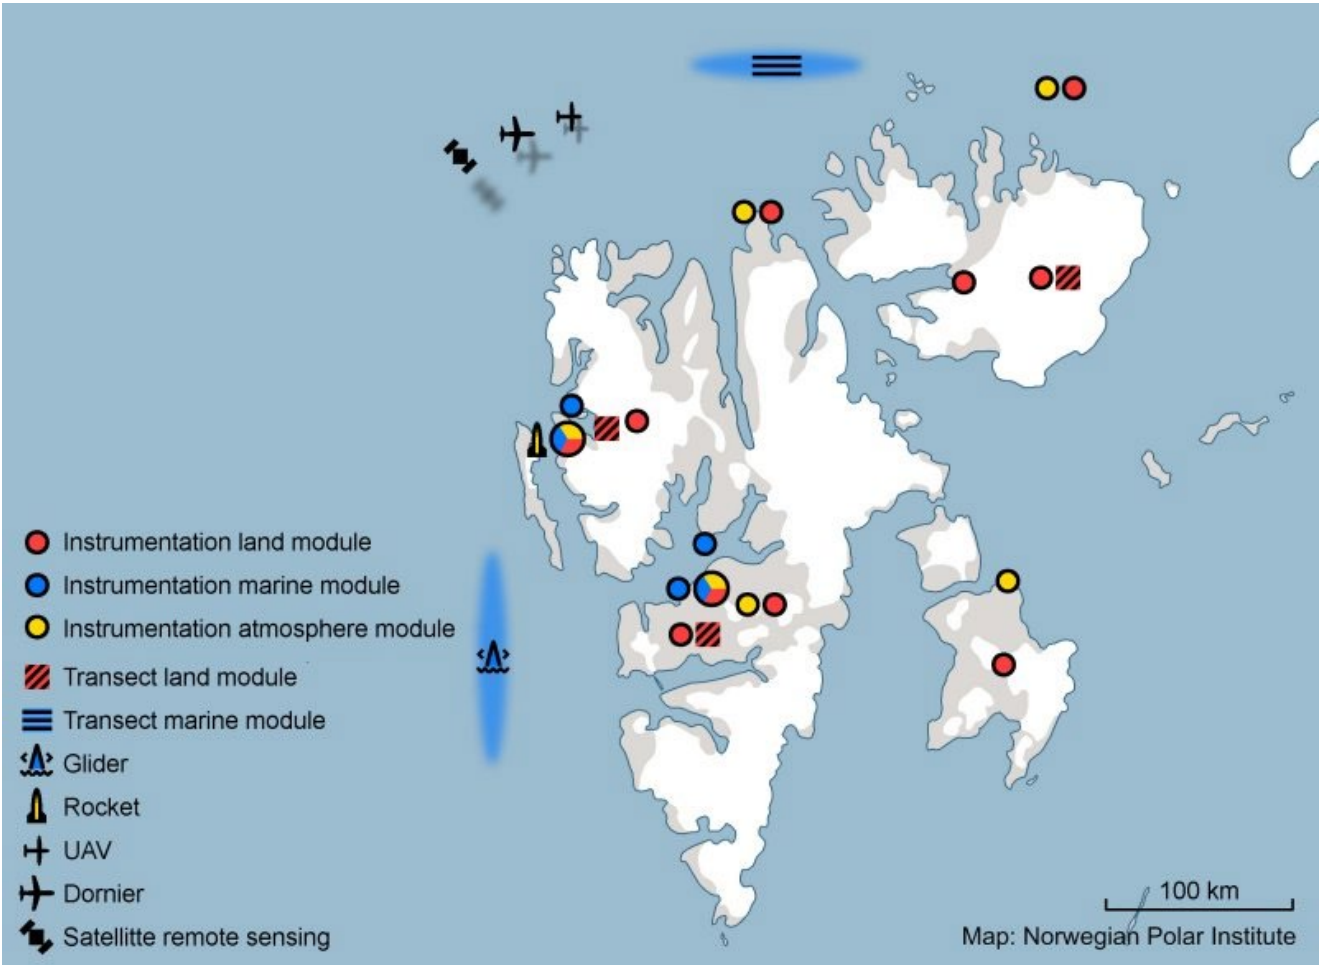 Instrumentation land module
Instrumentation marine module
Instrumentation atmosphere module
Transect land module
Transect marine module
Glider
Rocket
UAV
Dornier
Satellitte remote sensing
100 km
Map: Norwegian Polar Institute